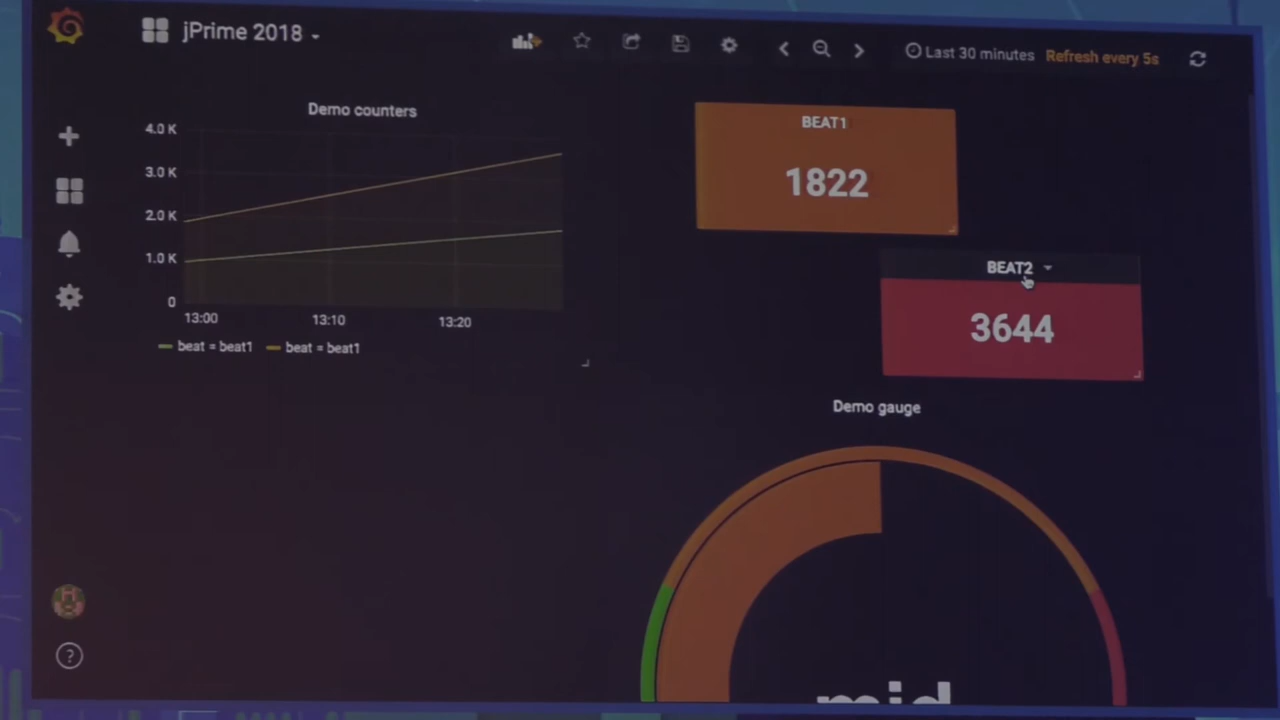 jPrime 2018
Last 30 minutes
Refresh every 5s
Demo counters
4.0 K
3.0 K
2.0 K
1.0 K
0
13:00
13:10
13:20
beat = beat1
beat = beat1
BEAT1
1822
BEAT2
3644
Demo gauge
mid
?